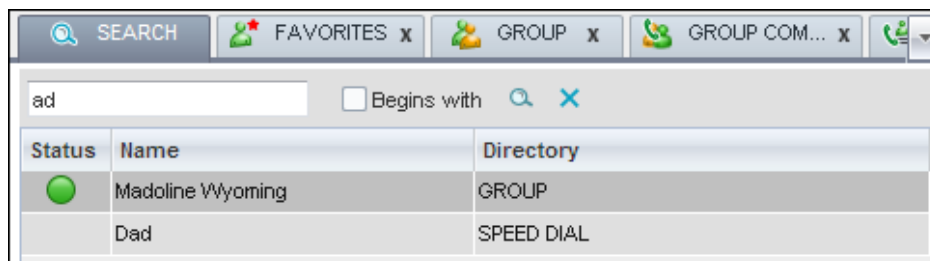 SEARCH FAVORITES x GROUP x GROUP COM... x
ad Begins with
Status Name Directory
Madoline Wyoming GROUP
Dad SPEED DIAL